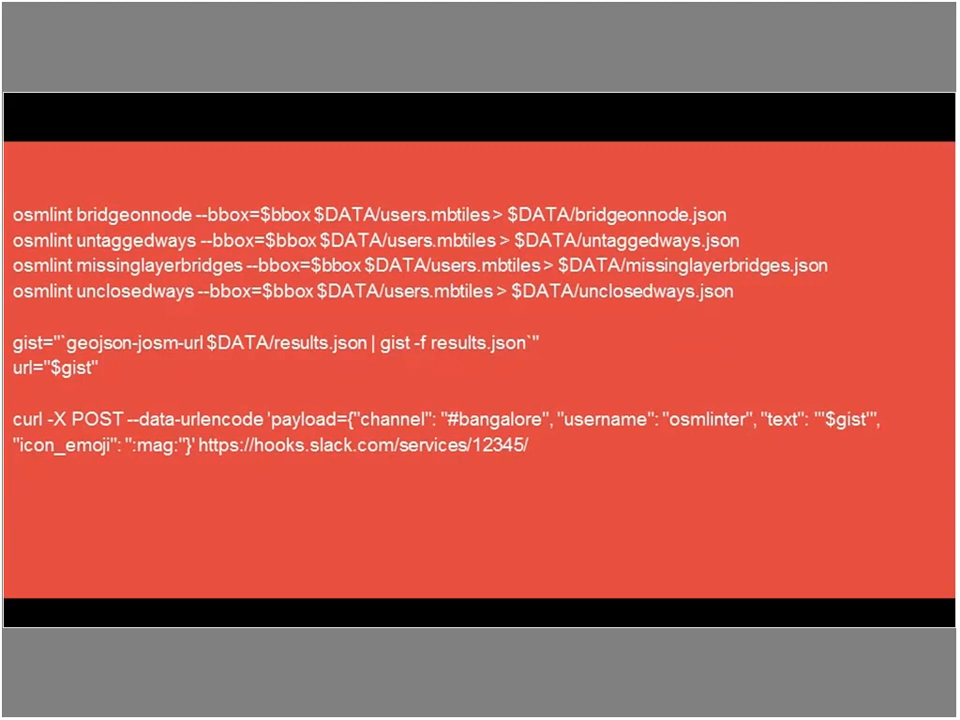 osmlint bridgeonnode --bbox=$bbox $DATA/users.mbtiles > $DATA/bridgeonnode.json
osmlint untaggedways --bbox=$bbox $DATA/users.mbtiles > $DATA/untaggedways.json
osmlint missinglayerbridges --bbox=$bbox $DATA/users.mbtiles > $DATA/missinglayerbridges.json
osmlint unclosedways --bbox=$bbox $DATA/users.mbtiles > $DATA/unclosedways.json
gist="`geojson-josm-url $DATA/results.json | gist -f results.json`"
url="$gist"
curl -X POST --data-urlencode 'payload={"channel": "#bangalore", "username": "osmlinter", "text": "'$gist'",
"icon_emoji": ":mag:"}' https://hooks.slack.com/services/12345/